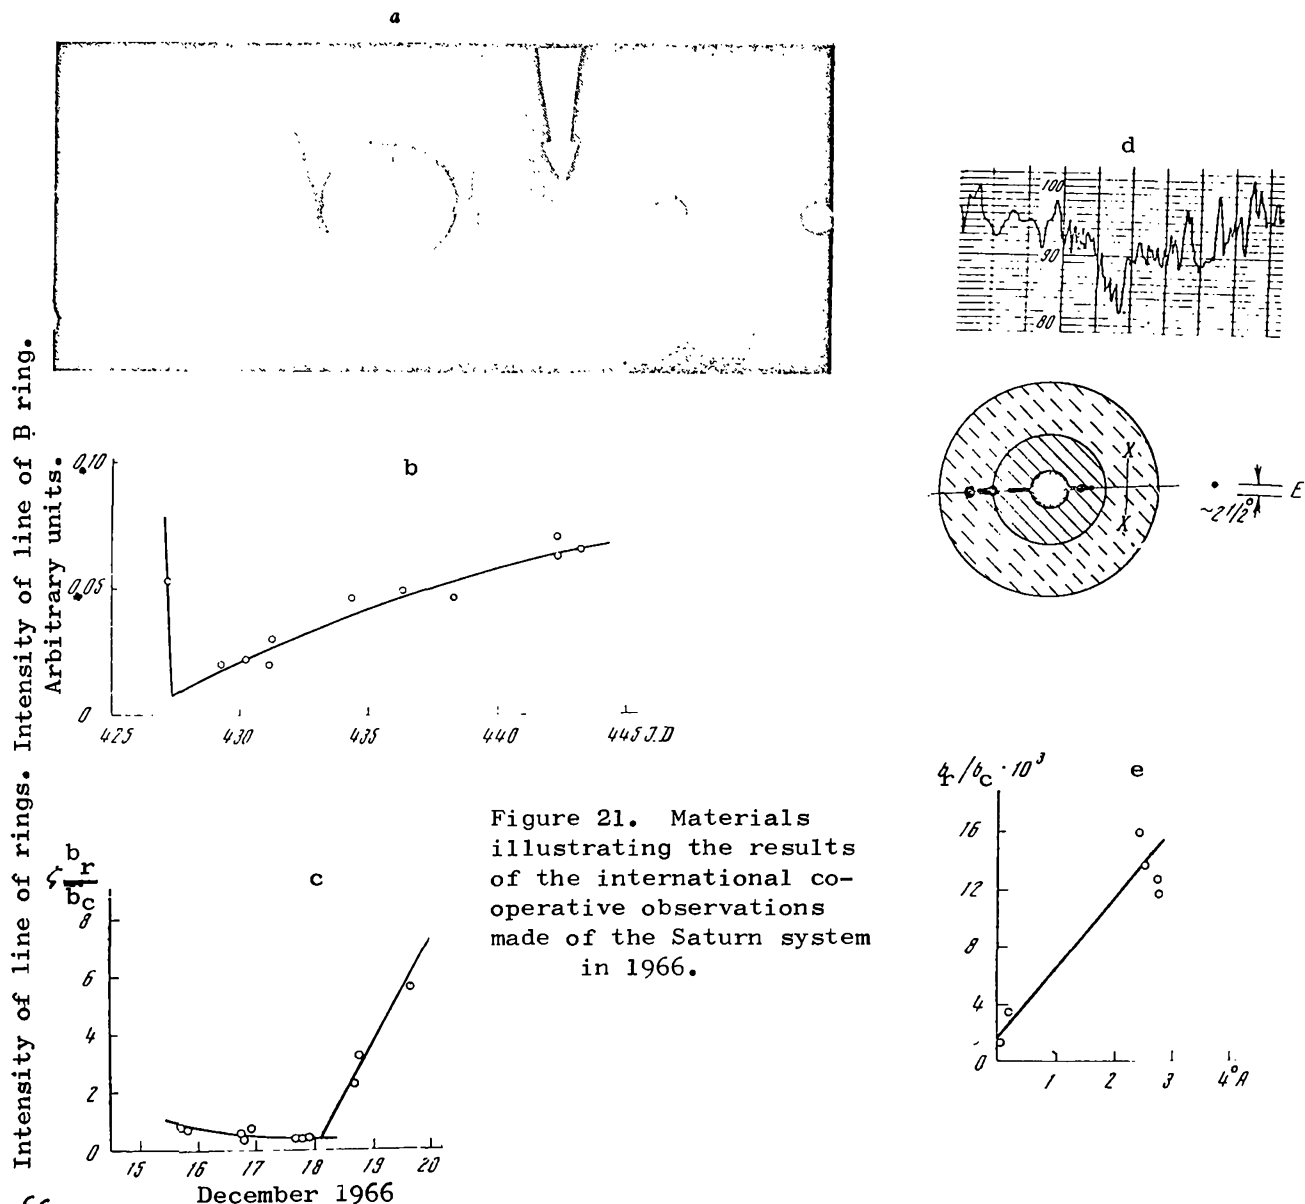 a
d
100
90
80
Intensity of line of rings. Intensity of line of B ring.
Arbitrary units.
b
0,10
0,05
0
425 430 435 440 445 J.D
X
X
~2 1/2°
E
Figure 21. Materials
illustrating the results
of the international co-
operative observations
made of the Saturn system
in 1966.
c
b_r
b_c
8
6
4
2
0
15 16 17 18 19 20
December 1966
e
b_r/b_c · 10³
16
12
8
4
0
1 2 3 4°A